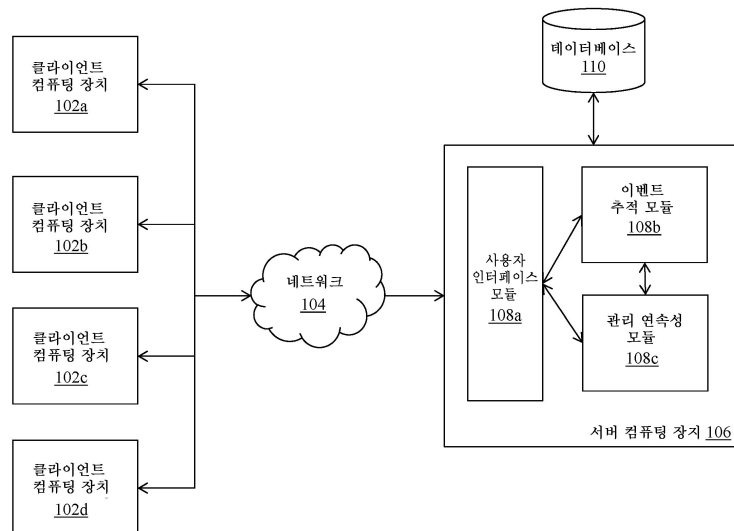 클라이언트
컴퓨팅 장치
102a
클라이언트
컴퓨팅 장치
102b
클라이언트
컴퓨팅 장치
102c
클라이언트
컴퓨팅 장치
102d
네트워크
104
데이터베이스
110
사용자
인터페이스
모듈
108a
이벤트
추적 모듈
108b
관리 연속성
모듈
108c
서버 컴퓨팅 장지 106